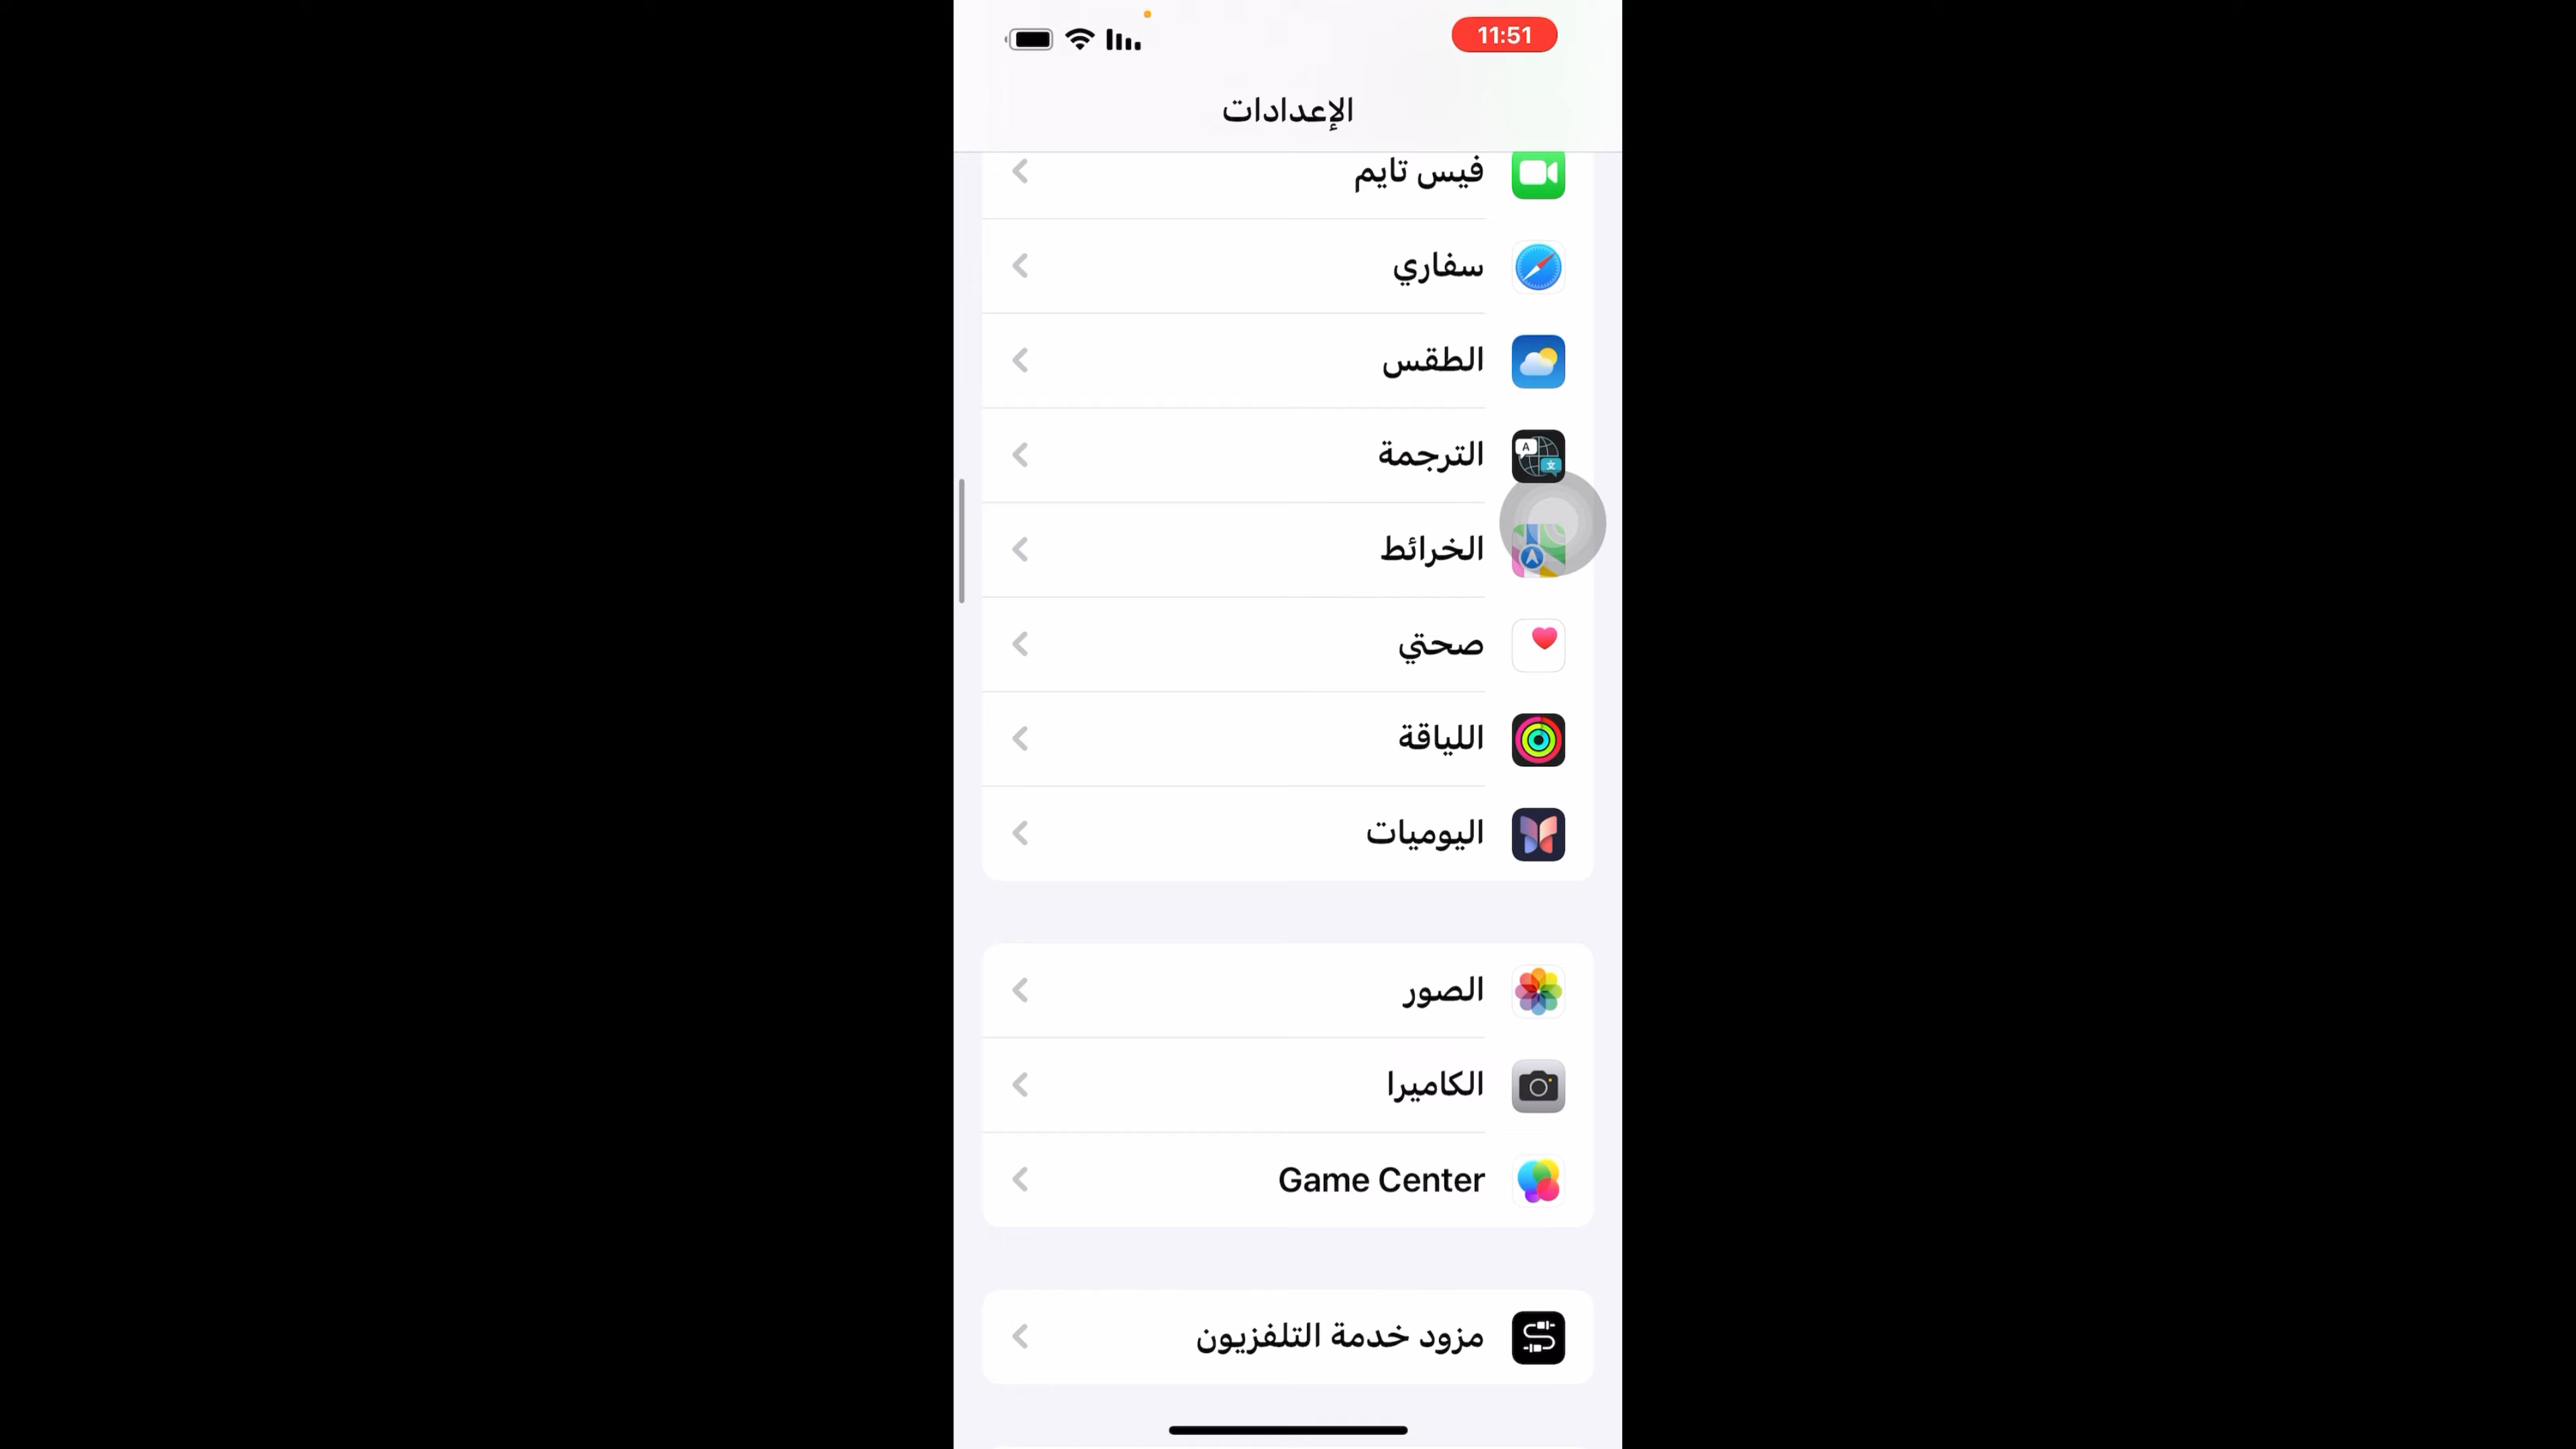 11:51
الإعدادات
فيس تايم
سفاري
الطقس
الترجمة
الخرائط
صحتي
اللياقة
اليوميات
الصور
الكاميرا
Game Center
مزود خدمة التلفزيون